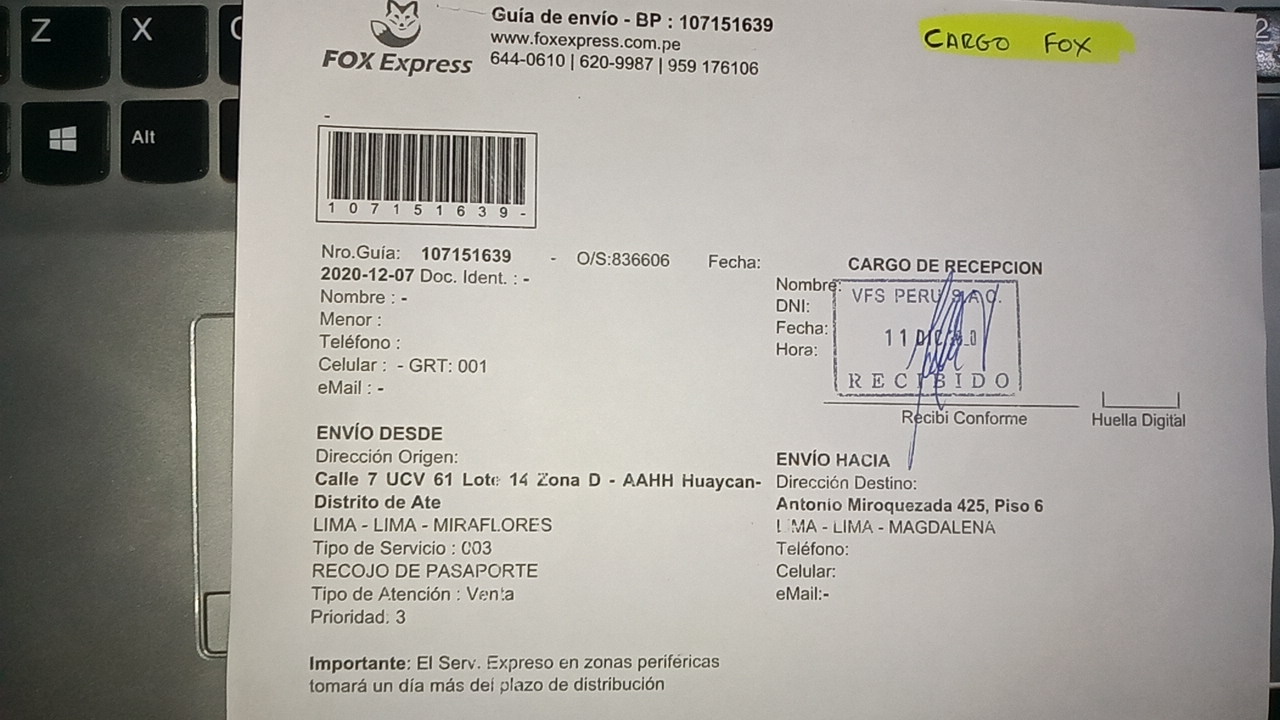 Z
X
Alt
FOX Express
Guía de envío - BP : 107151639
www.foxexpress.com.pe
644-0610 | 620-9987 | 959 176106
CARGO FOX
-
107151639-
Nro.Guía: 107151639 - O/S:836606 Fecha:
2020-12-07 Doc. Ident. : -
Nombre : -
Menor :
Teléfono :
Celular : - GRT: 001
eMail : -
CARGO DE RECEPCION
Nombre:
DNI:
Fecha:
Hora:
VFS PERU S.A.C.
11 DIC
RECIBIDO
Recibi Conforme
Huella Digital
ENVÍO DESDE
Dirección Origen:
Calle 7 UCV 61 Lote 14 Zona D - AAHH Huaycan-
Distrito de Ate
LIMA - LIMA - MIRAFLORES
Tipo de Servicio : 003
RECOJO DE PASAPORTE
Tipo de Atención : Venta
Prioridad: 3
ENVÍO HACIA
Dirección Destino:
Antonio Miroquezada 425, Piso 6
LIMA - LIMA - MAGDALENA
Teléfono:
Celular:
eMail:-
Importante: El Serv. Expreso en zonas periféricas
tomará un día más del plazo de distribución